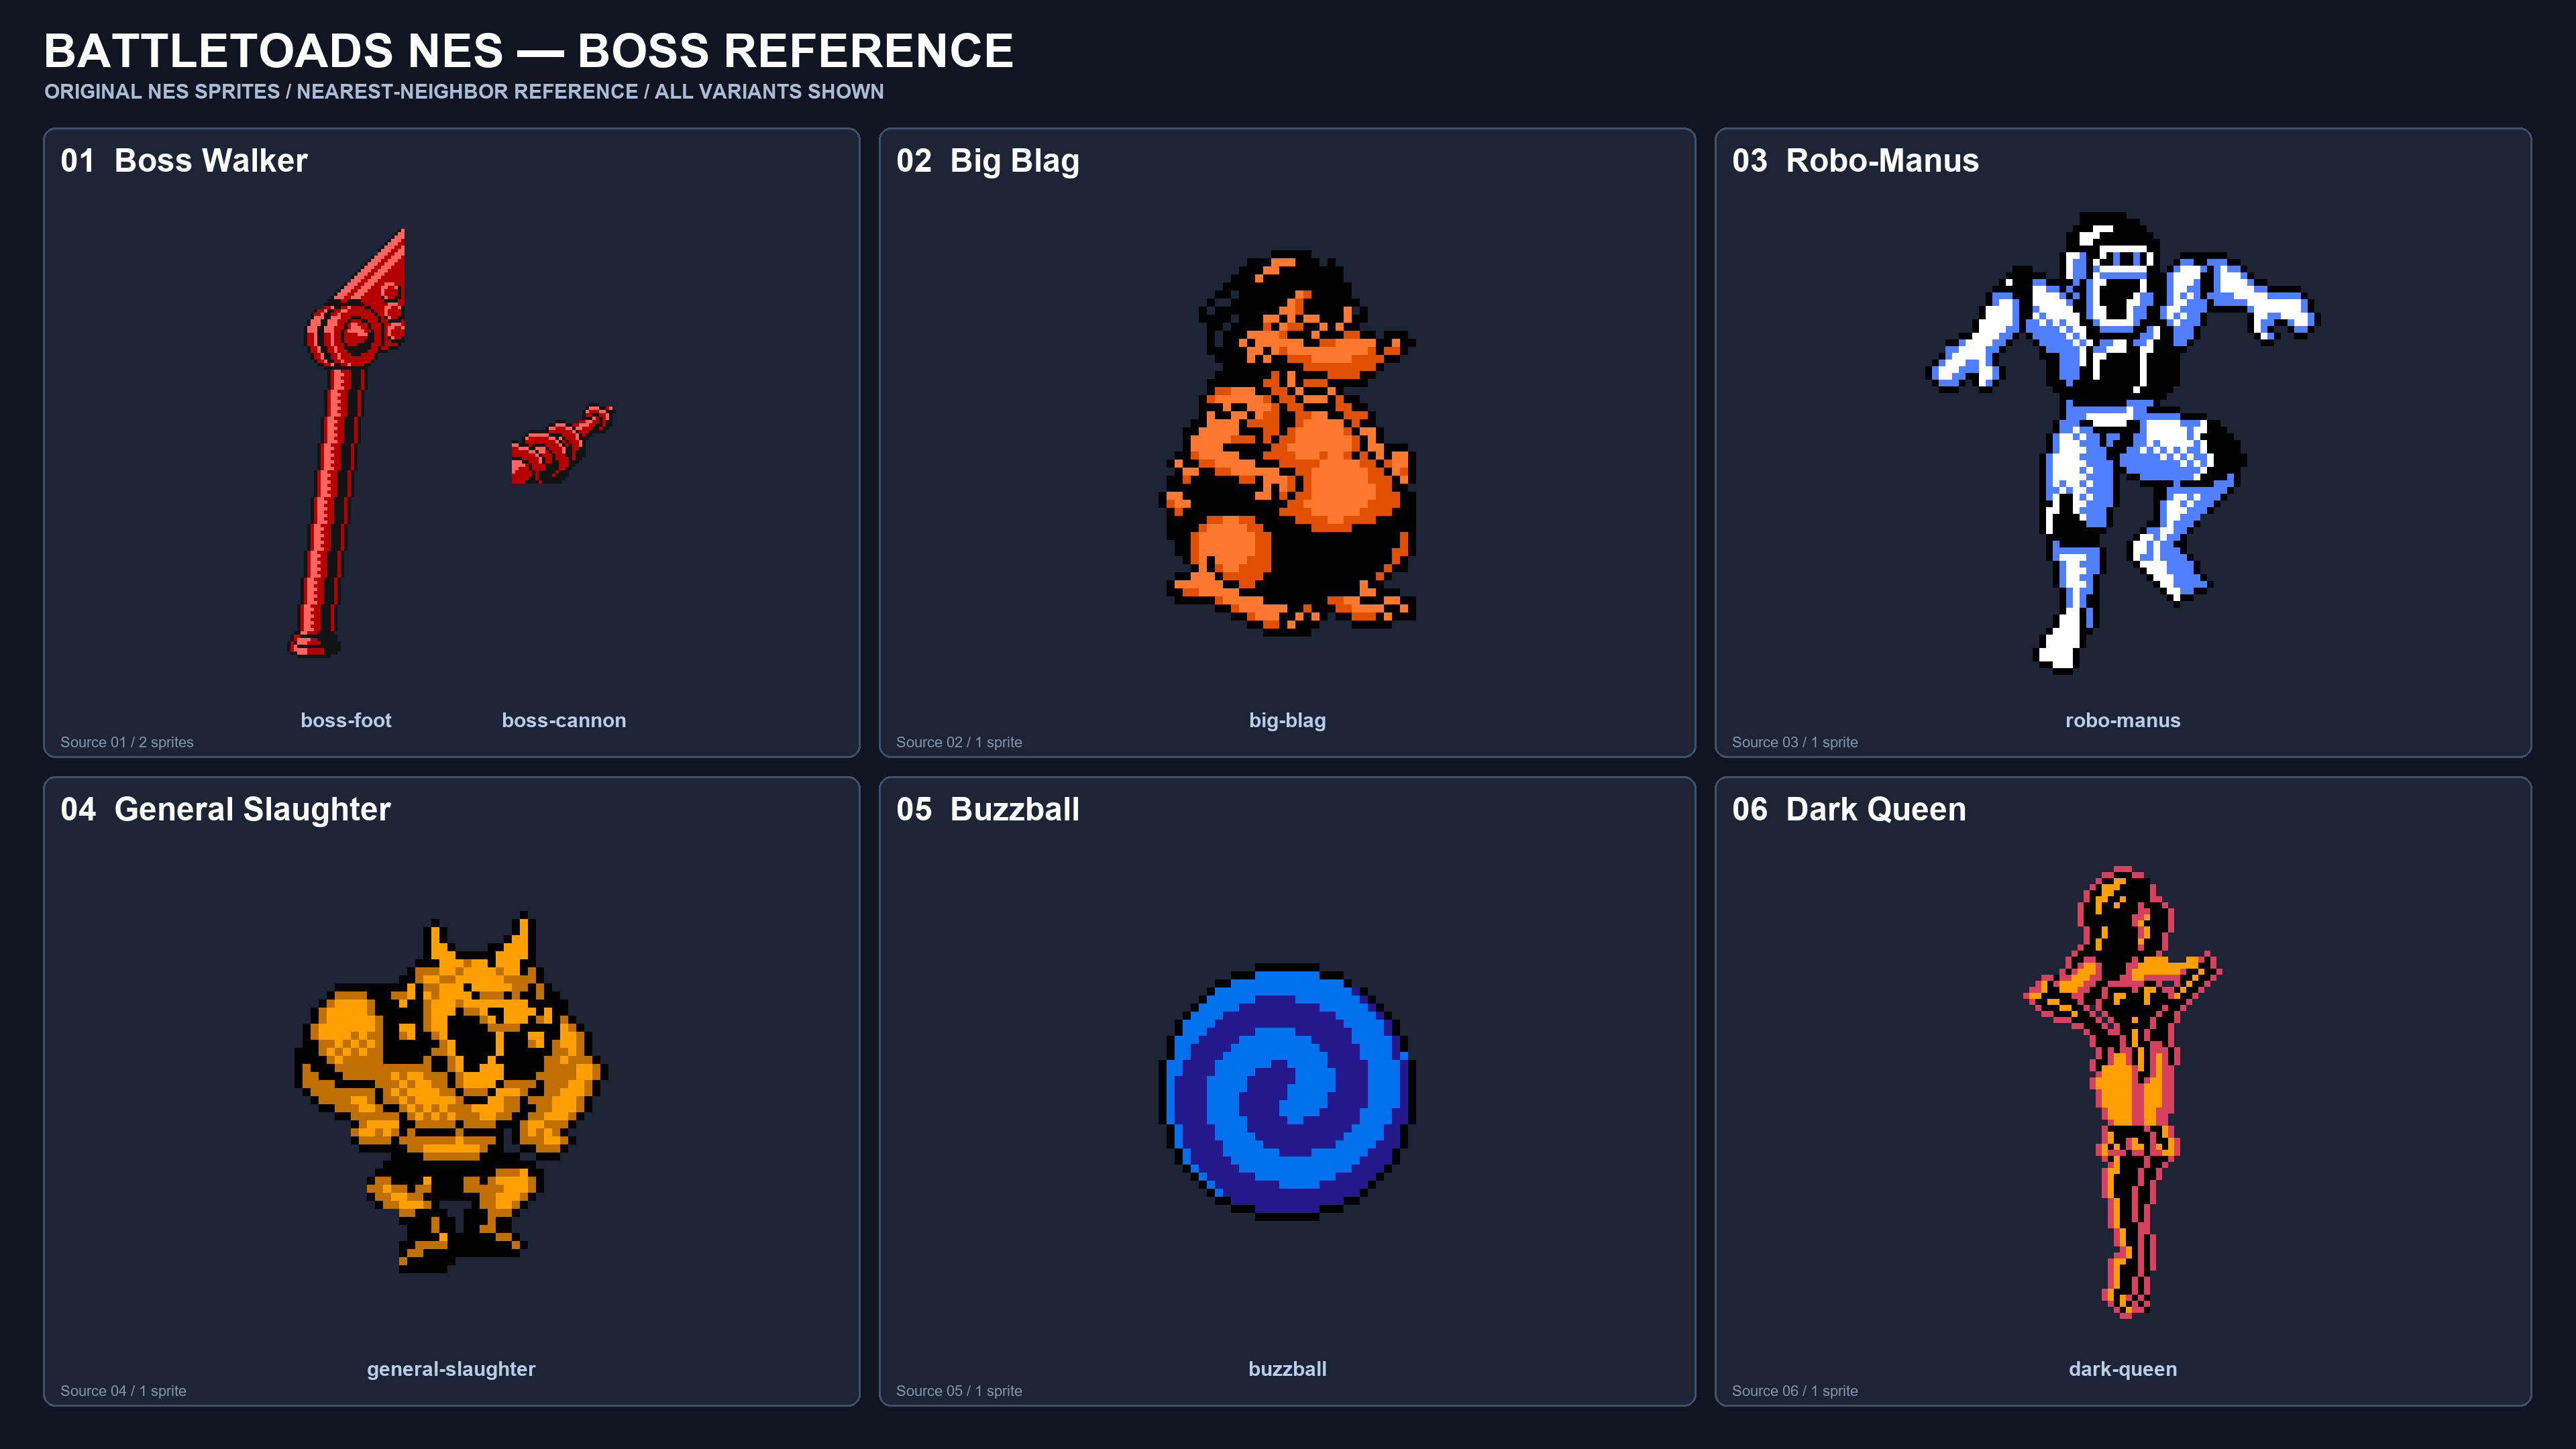 BATTLETOADS NES — BOSS REFERENCE
ORIGINAL NES SPRITES / NEAREST-NEIGHBOR REFERENCE / ALL VARIANTS SHOWN
01 Boss Walker
boss-foot
boss-cannon
Source 01 / 2 sprites
02 Big Blag
big-blag
Source 02 / 1 sprite
03 Robo-Manus
robo-manus
Source 03 / 1 sprite
04 General Slaughter
general-slaughter
Source 04 / 1 sprite
05 Buzzball
buzzball
Source 05 / 1 sprite
06 Dark Queen
dark-queen
Source 06 / 1 sprite